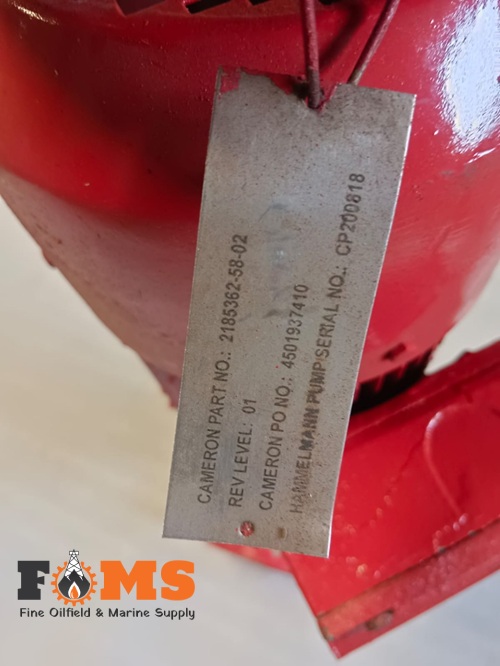 CAMERON PART NO.: 2185362-58-02
REV LEVEL: 01
CAMERON PO NO.: 4501937410
HAMMELMANN PUMP SERIAL NO.: CP200818
FOMS
Fine Oilfield & Marine Supply